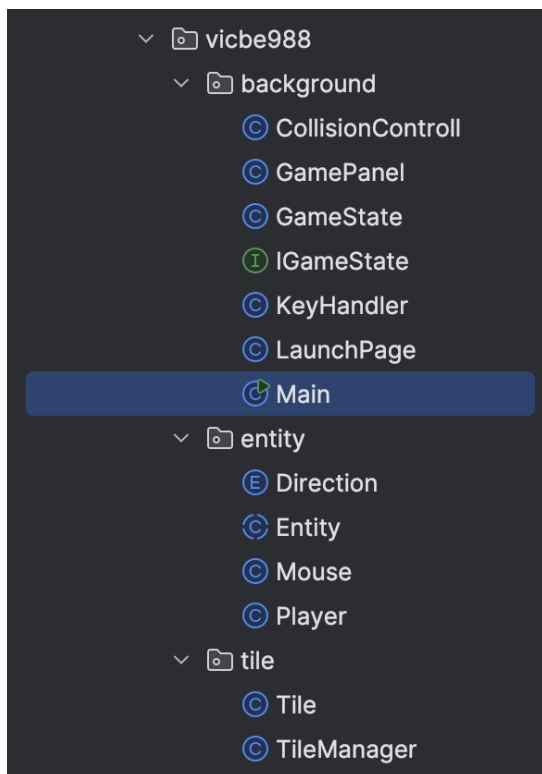 vicbe988
background
CollisionControll
GamePanel
GameState
IGameState
KeyHandler
LaunchPage
Main
entity
Direction
Entity
Mouse
Player
tile
Tile
TileManager